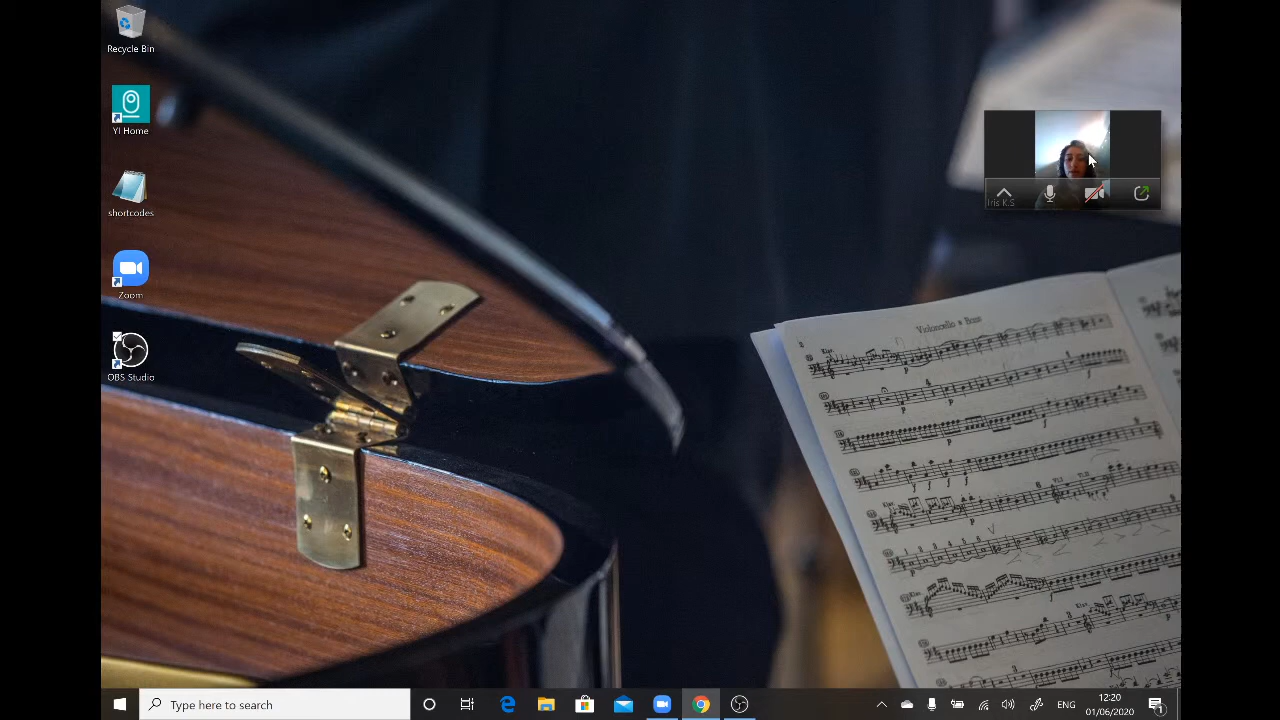 Recycle Bin
YI Home
shortcodes
Zoom
OBS Studio
Iris K.S
Violoncello e Basso
Type here to search
ENG
12:20
01/06/2020
1